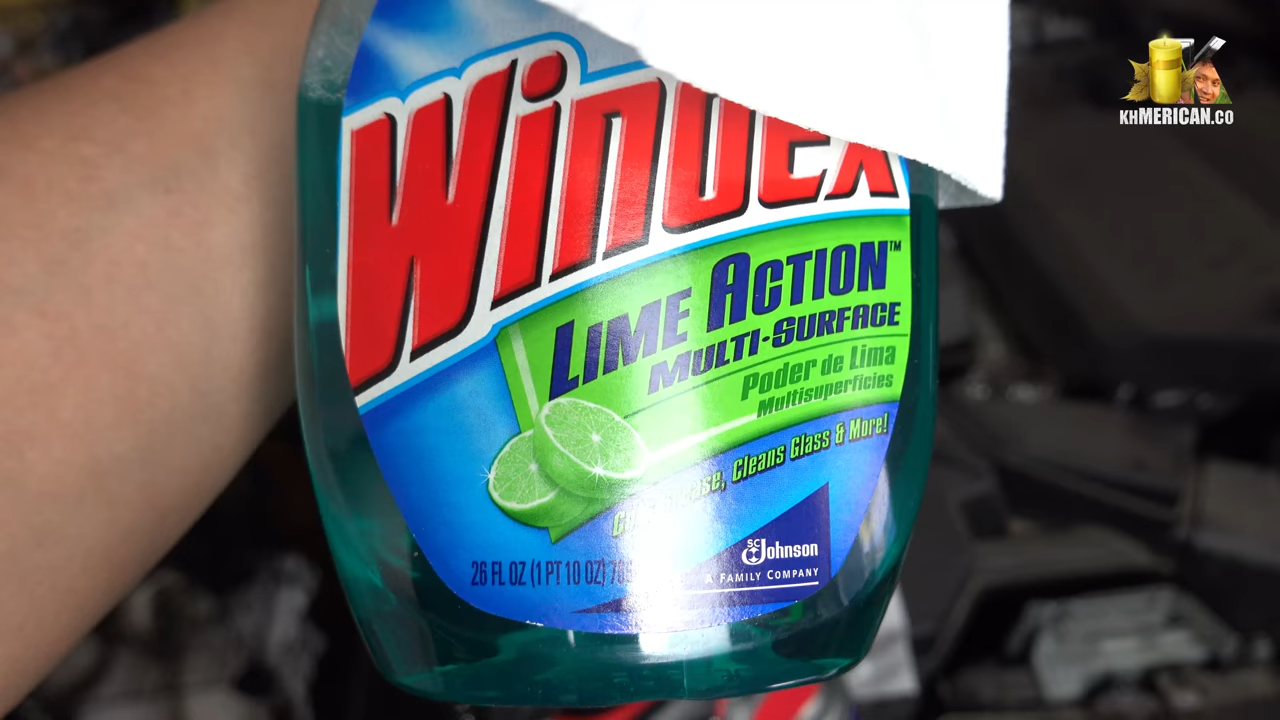 Windex
LIME ACTION™
MULTI-SURFACE
Poder de Lima
Multisuperficies
Cleans Glass & More!
SC Johnson
A FAMILY COMPANY
26 FL OZ (1 PT 10 OZ)
KHMERICAN.CO